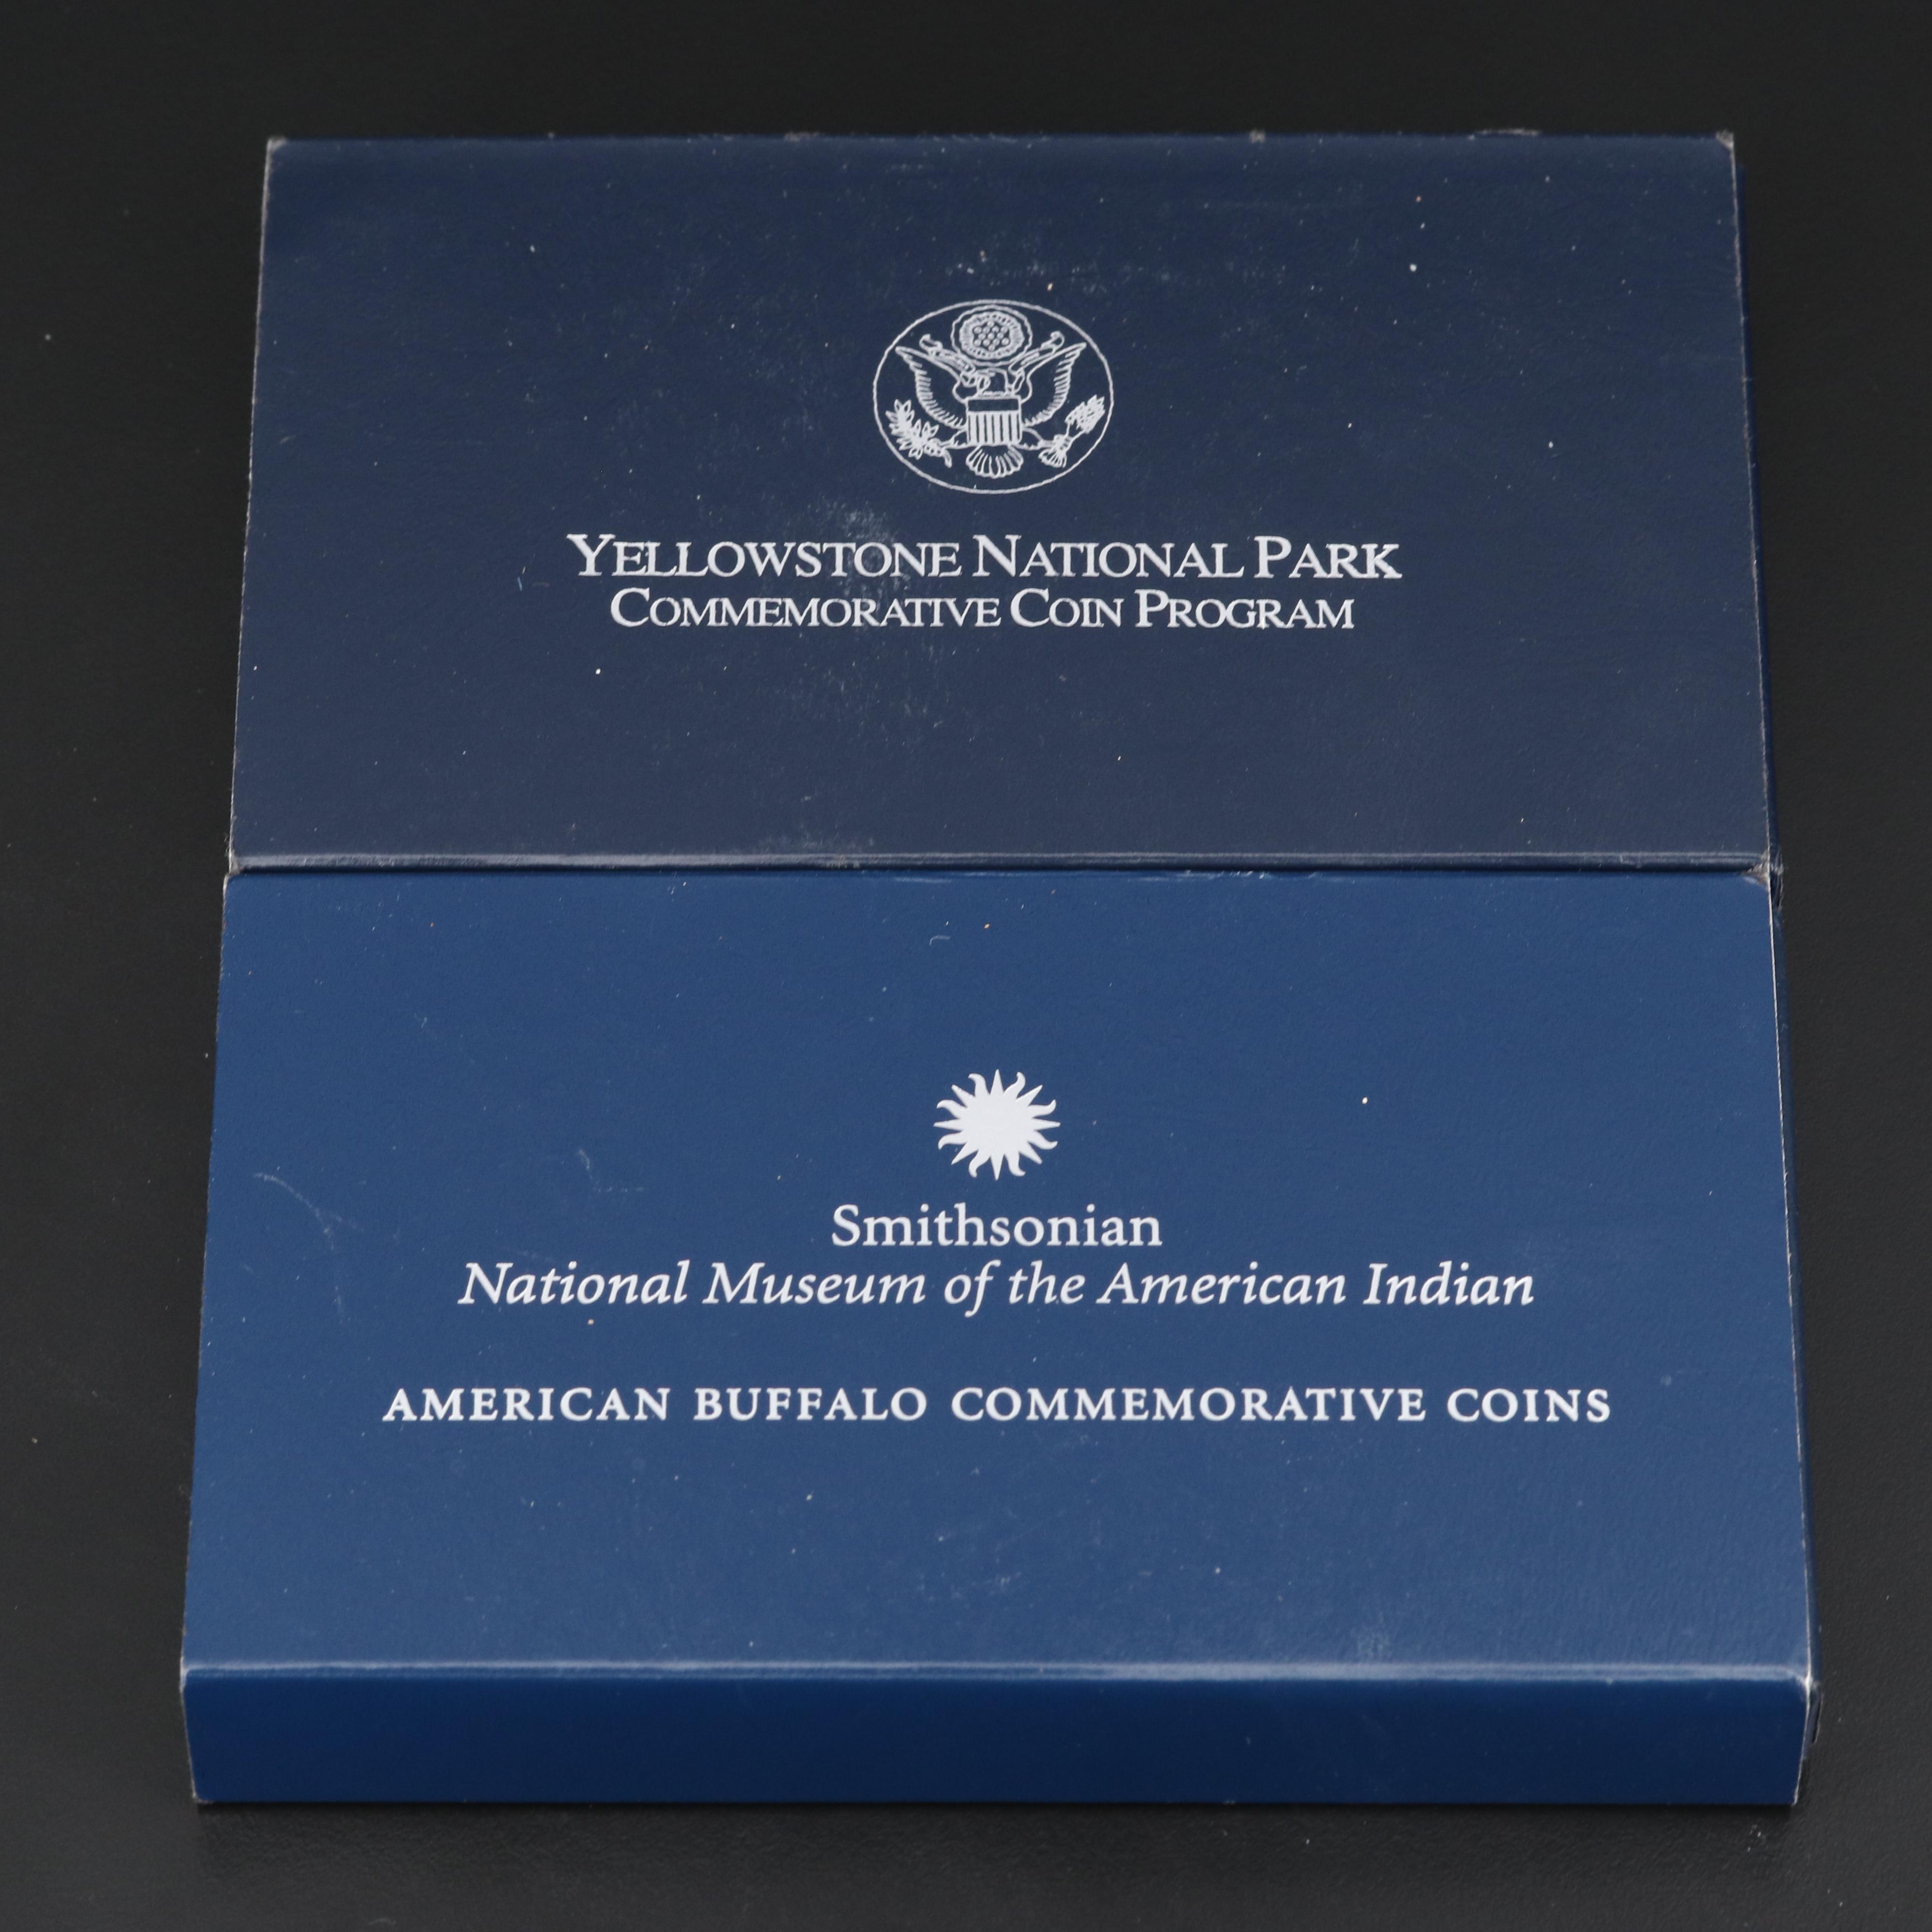 YELLOWSTONE NATIONAL PARK
COMMEMORATIVE COIN PROGRAM
Smithsonian
National Museum of the American Indian
AMERICAN BUFFALO COMMEMORATIVE COINS